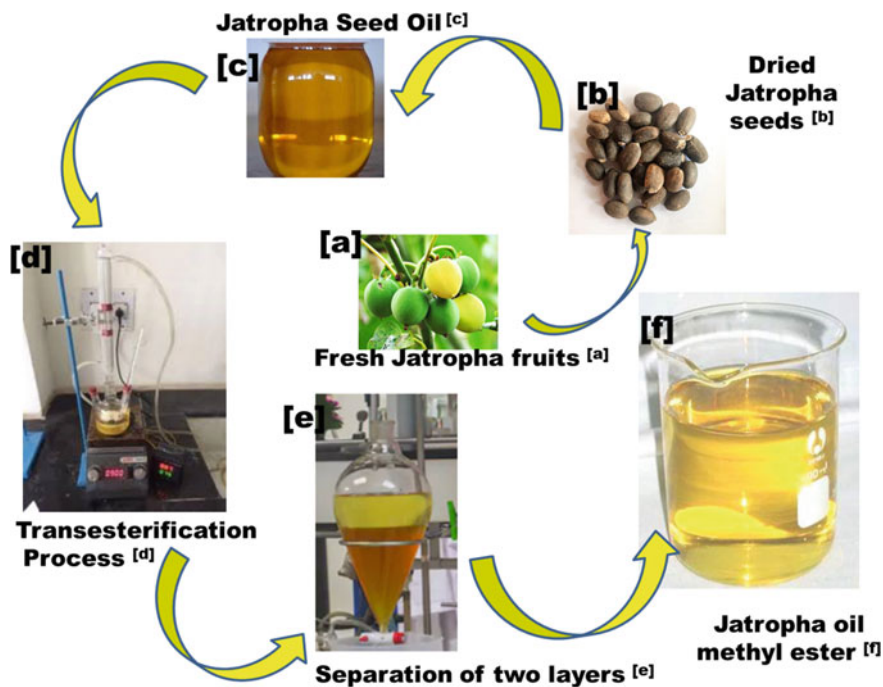 Jatropha Seed Oil [c]
[c]
[b]
Dried
Jatropha
seeds [b]
[a]
Fresh Jatropha fruits [a]
[d]
Transesterification
Process [d]
[e]
Separation of two layers [e]
[f]
Jatropha oil
methyl ester [f]